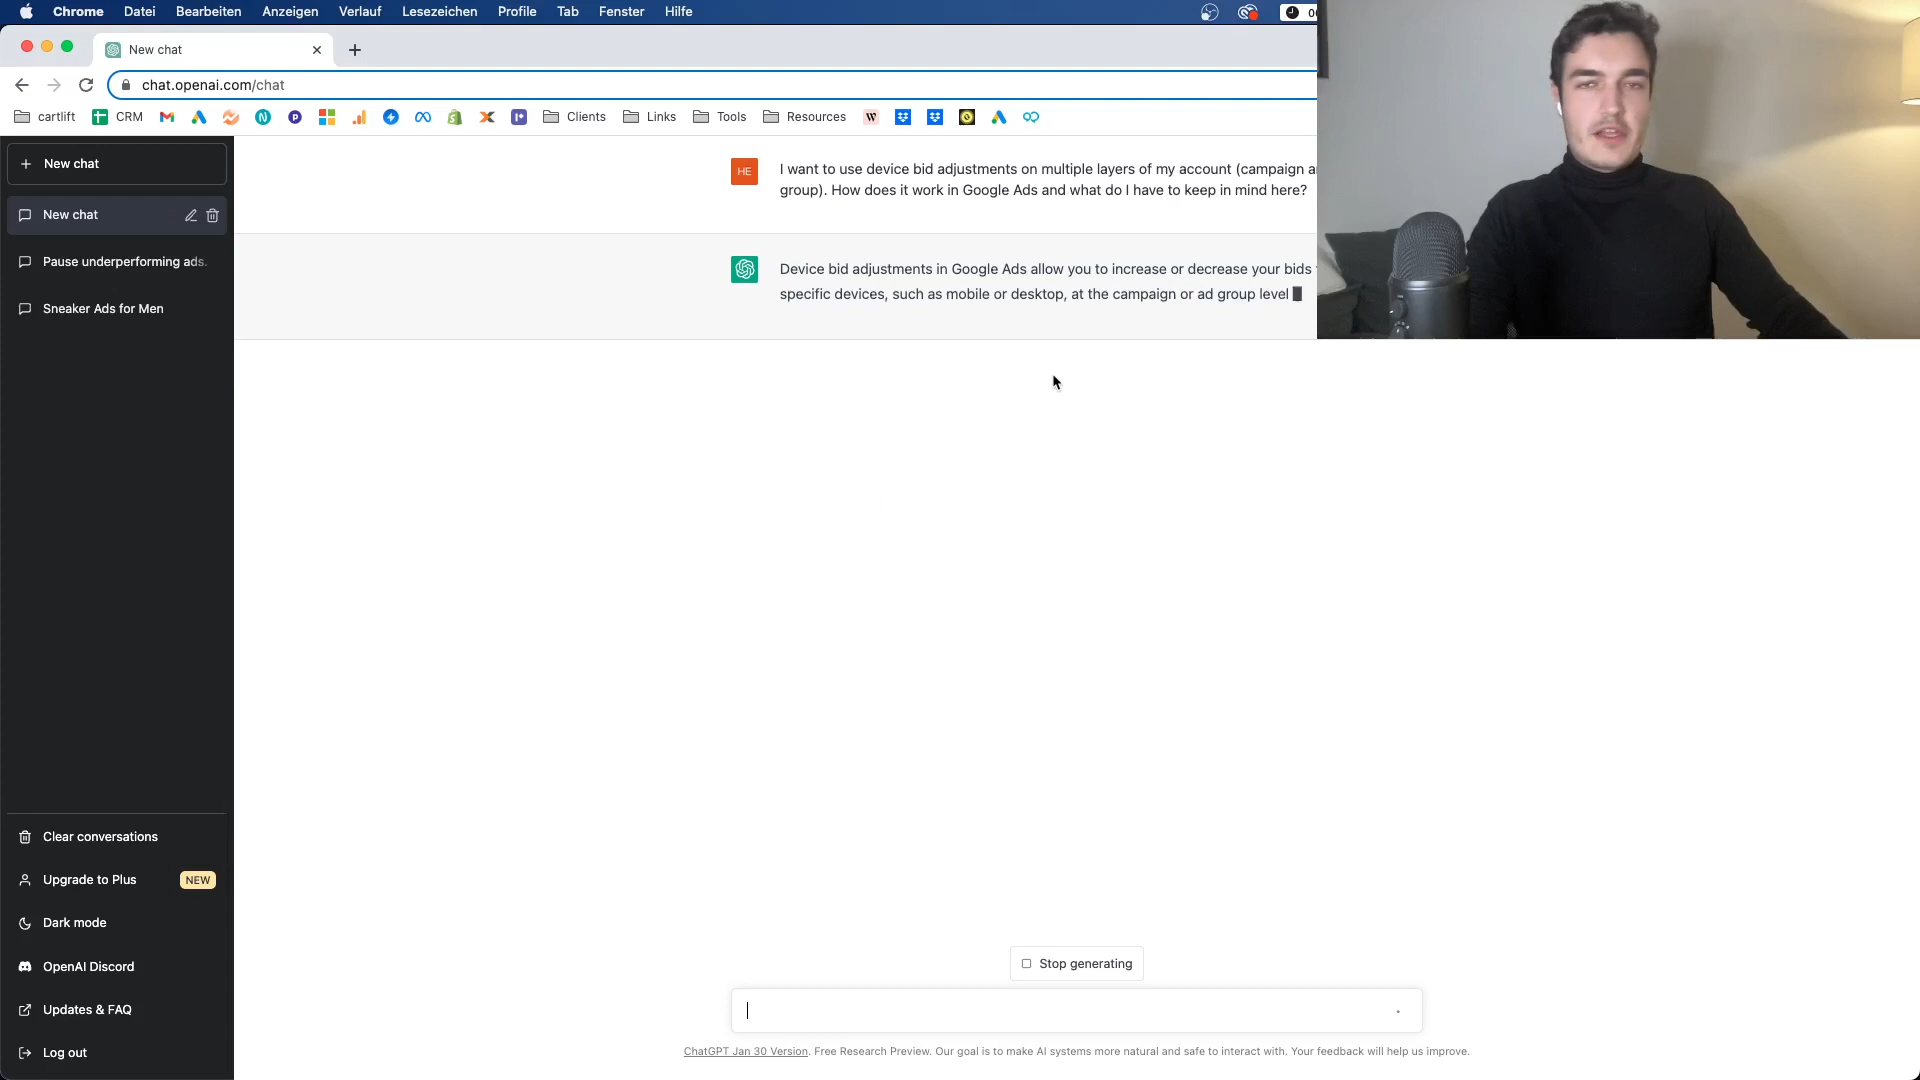 Chrome Datei Bearbeiten Anzeigen Verlauf Lesezeichen Profile Tab Fenster Hilfe
New chat
chat.openai.com/chat
cartlift CRM Clients Links Tools Resources
New chat
New chat
Pause underperforming ads.
Sneaker Ads for Men
HE
I want to use device bid adjustments on multiple layers of my account (campaign
group). How does it work in Google Ads and what do I have to keep in mind here?
Device bid adjustments in Google Ads allow you to increase or decrease your bids
specific devices, such as mobile or desktop, at the campaign or ad group level
Clear conversations
Upgrade to Plus NEW
Dark mode
OpenAI Discord
Updates & FAQ
Log out
Stop generating
ChatGPT Jan 30 Version. Free Research Preview. Our goal is to make AI systems more natural and safe to interact with. Your feedback will help us improve.